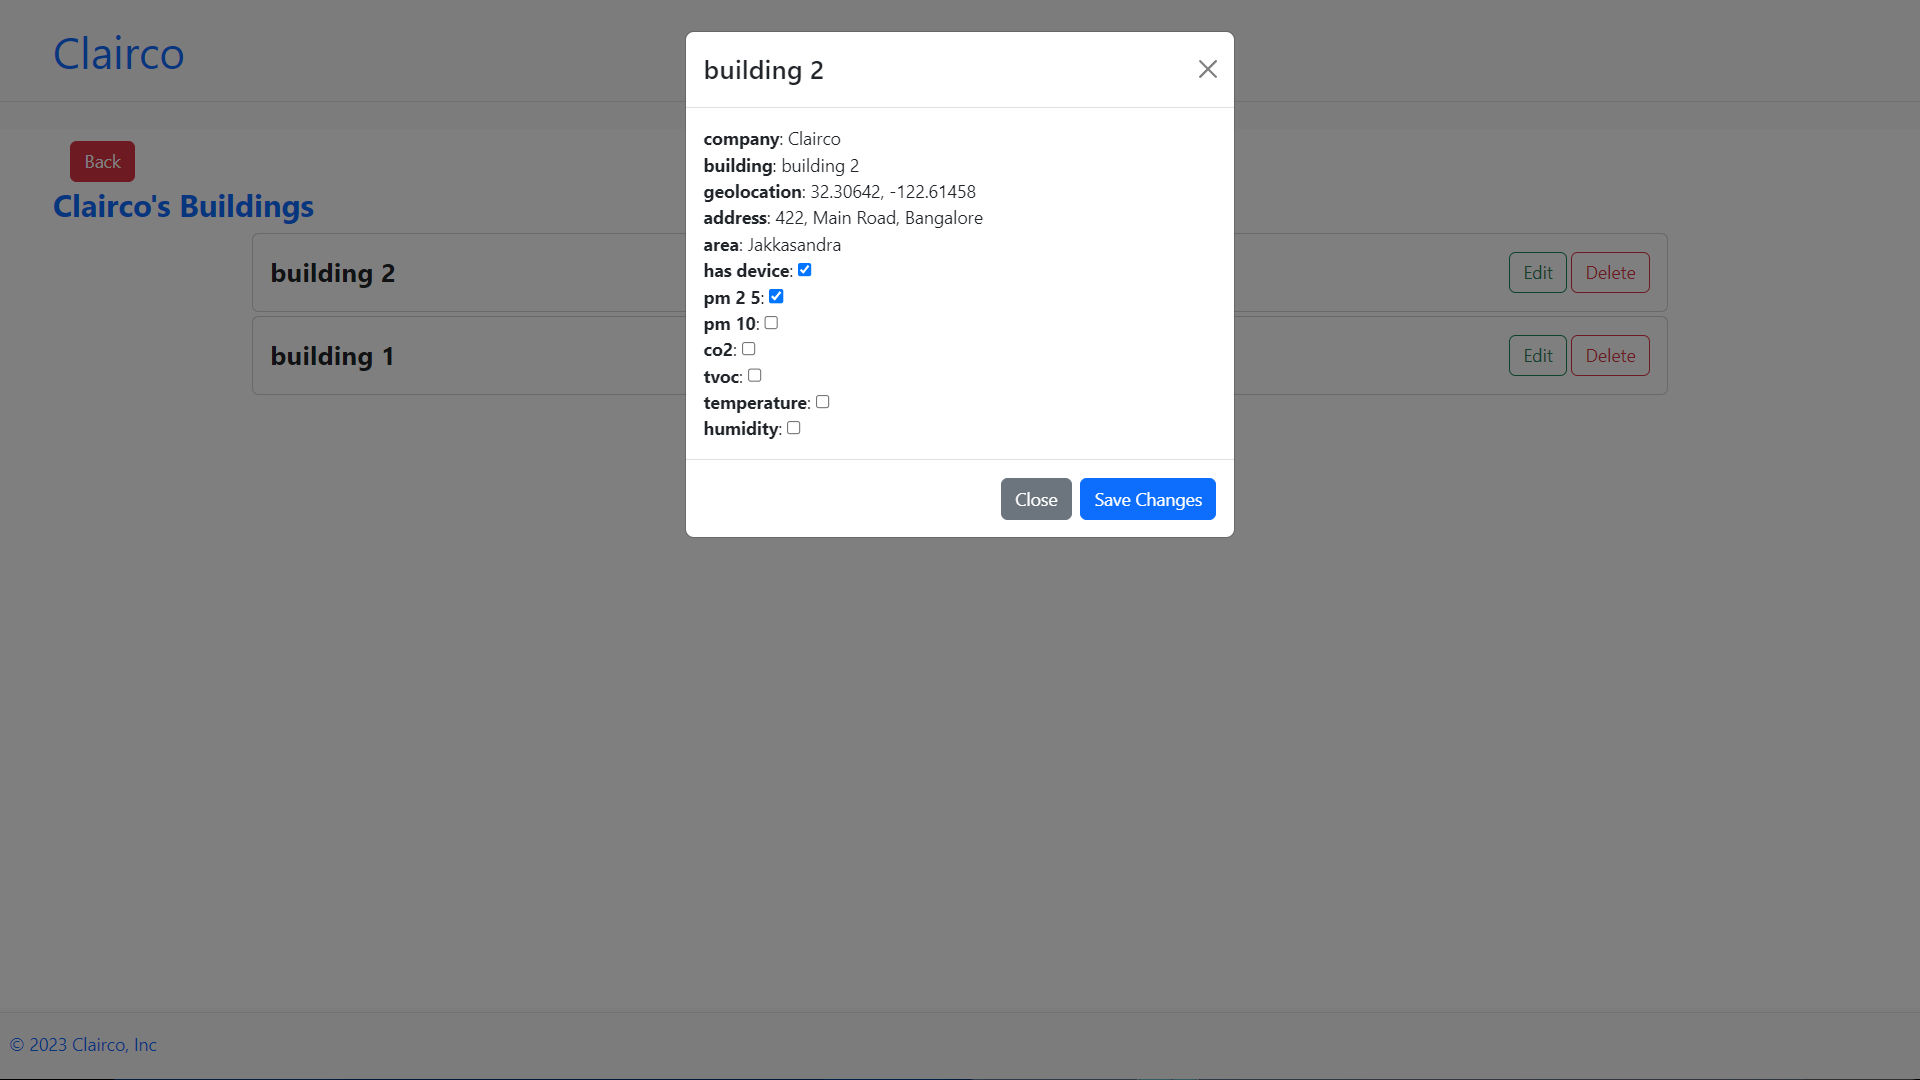 Clairco
Back
Clairco's Buildings
building 2
Edit
Delete
building 1
Edit
Delete
building 2
company: Clairco
building: building 2
geolocation: 32.30642, -122.61458
address: 422, Main Road, Bangalore
area: Jakkasandra
has device:
pm 2 5:
pm 10:
co2:
tvoc:
temperature:
humidity:
Close
Save Changes
© 2023 Clairco, Inc